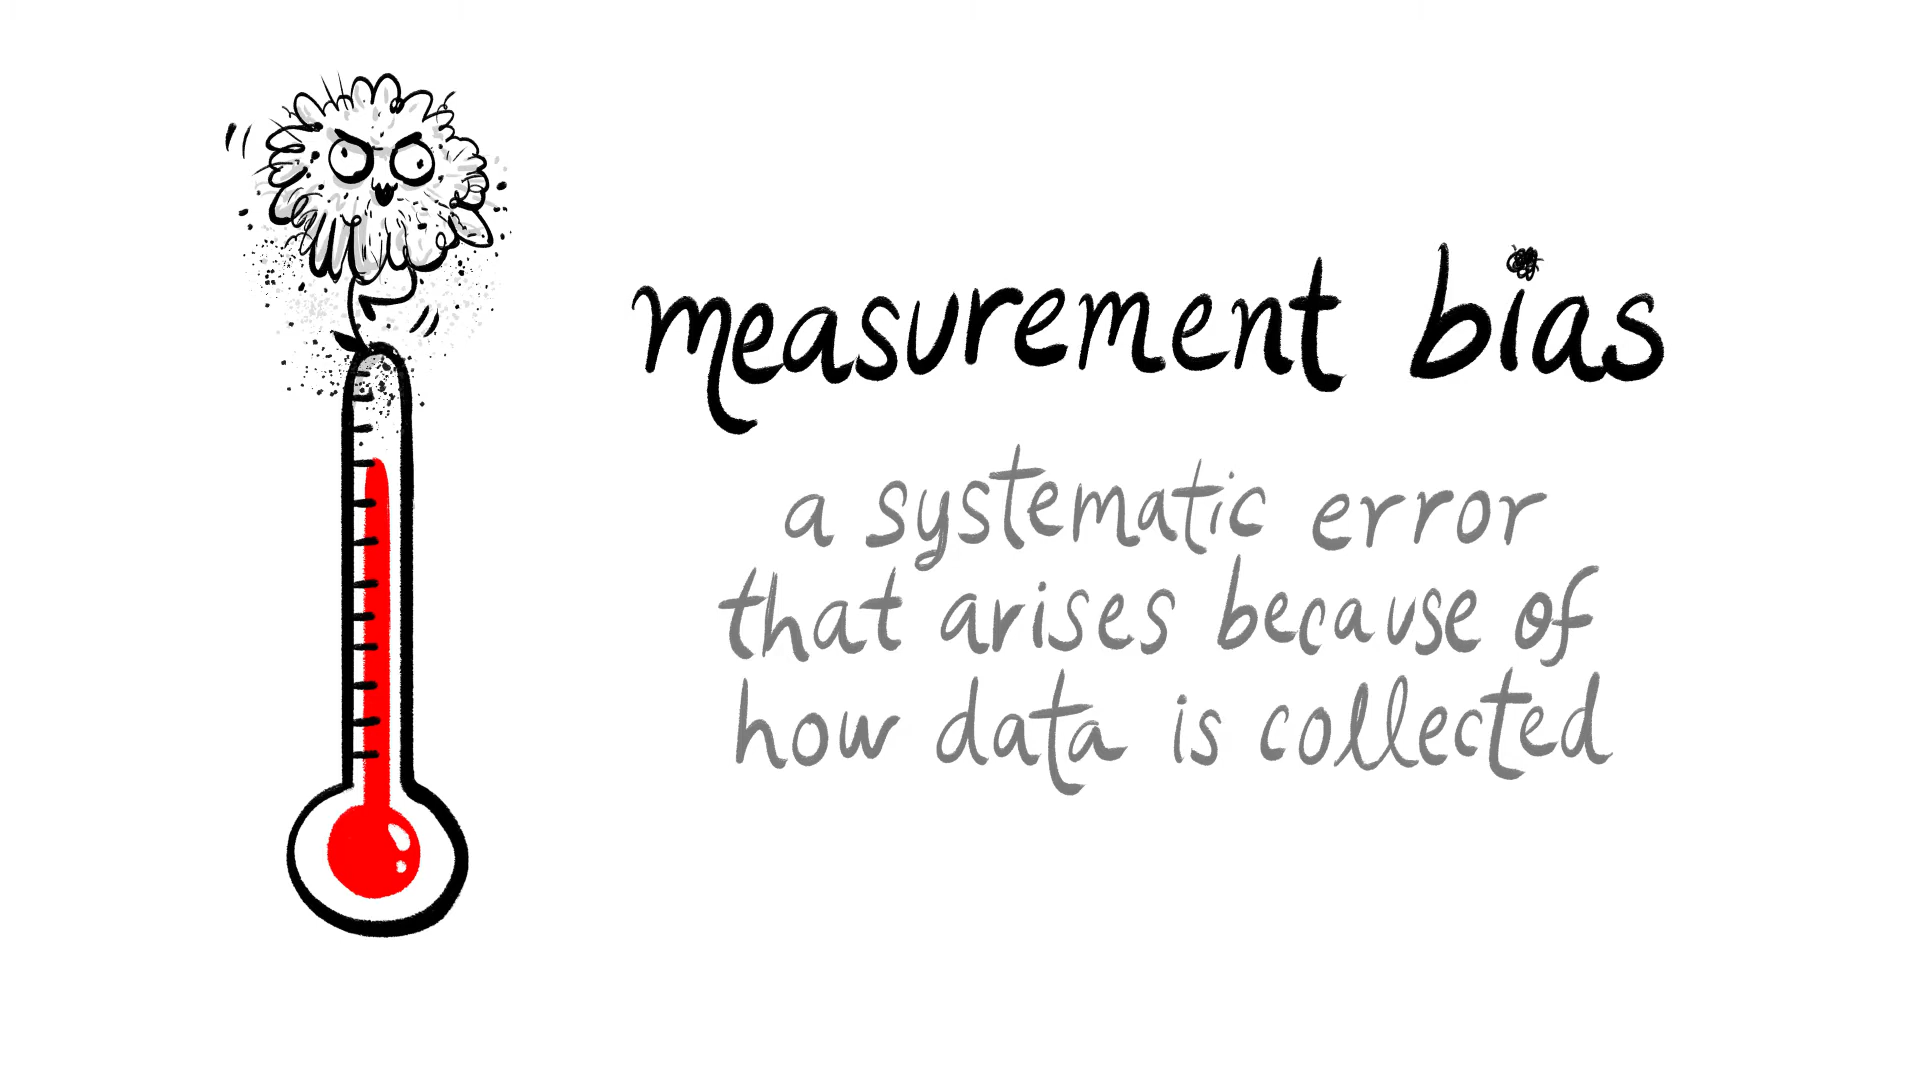 measurement bias
a systematic error
that arises because of
how data is collected